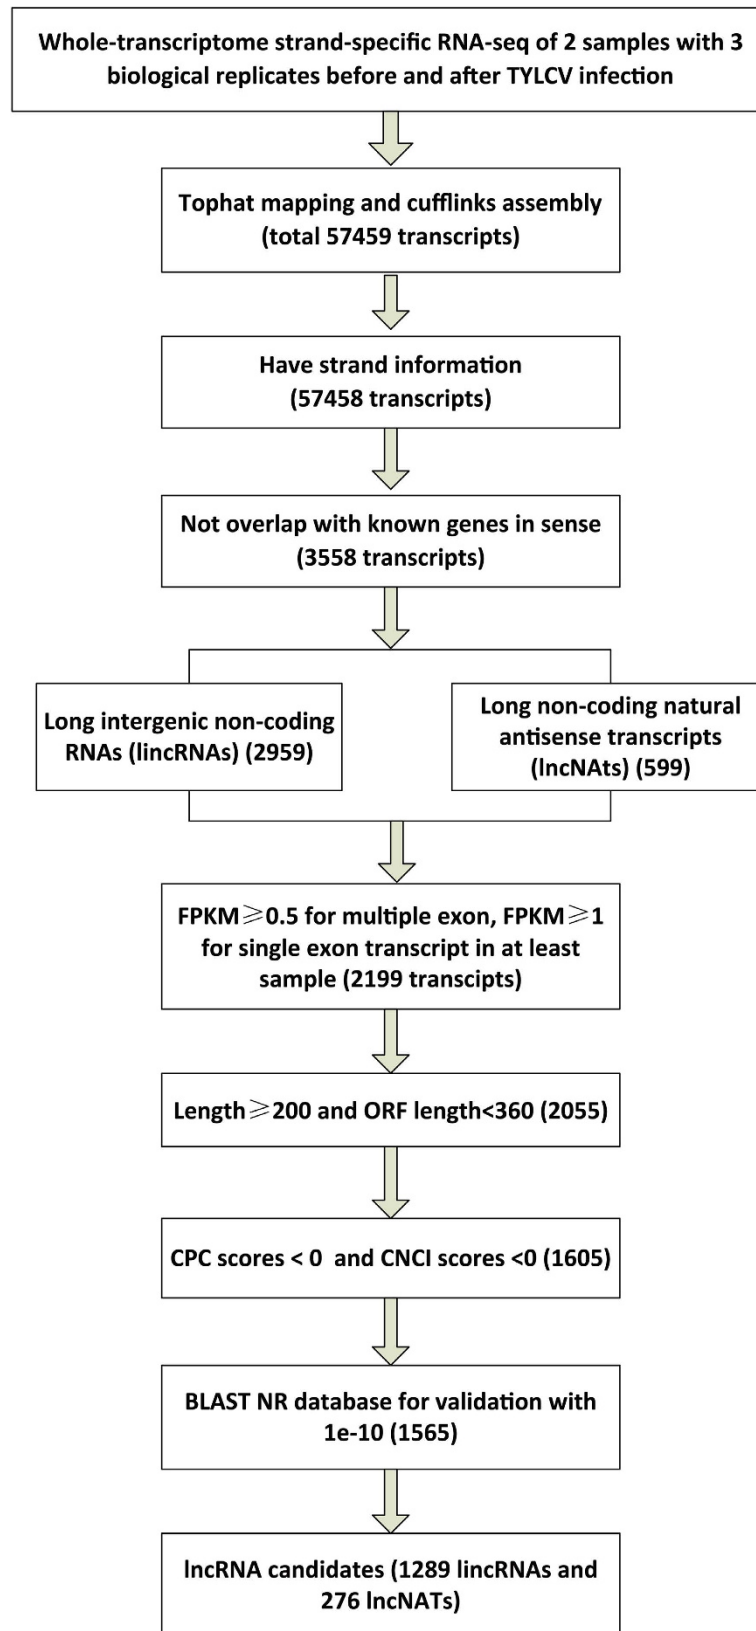 Whole-transcriptome strand-specific RNA-seq of 2 samples with 3
biological replicates before and after TYLCV infection
Tophat mapping and cufflinks assembly
(total 57459 transcripts)
Have strand information
(57458 transcripts)
Not overlap with known genes in sense
(3558 transcripts)
Long intergenic non-coding
RNAs (lincRNAs) (2959)
Long non-coding natural
antisense transcripts
(lncNAts) (599)
FPKM≥0.5 for multiple exon, FPKM≥1
for single exon transcript in at least
sample (2199 transcipts)
Length≥200 and ORF length<360 (2055)
CPC scores < 0 and CNCI scores <0 (1605)
BLAST NR database for validation with
1e-10 (1565)
lncRNA candidates (1289 lincRNAs and
276 lncNATs)